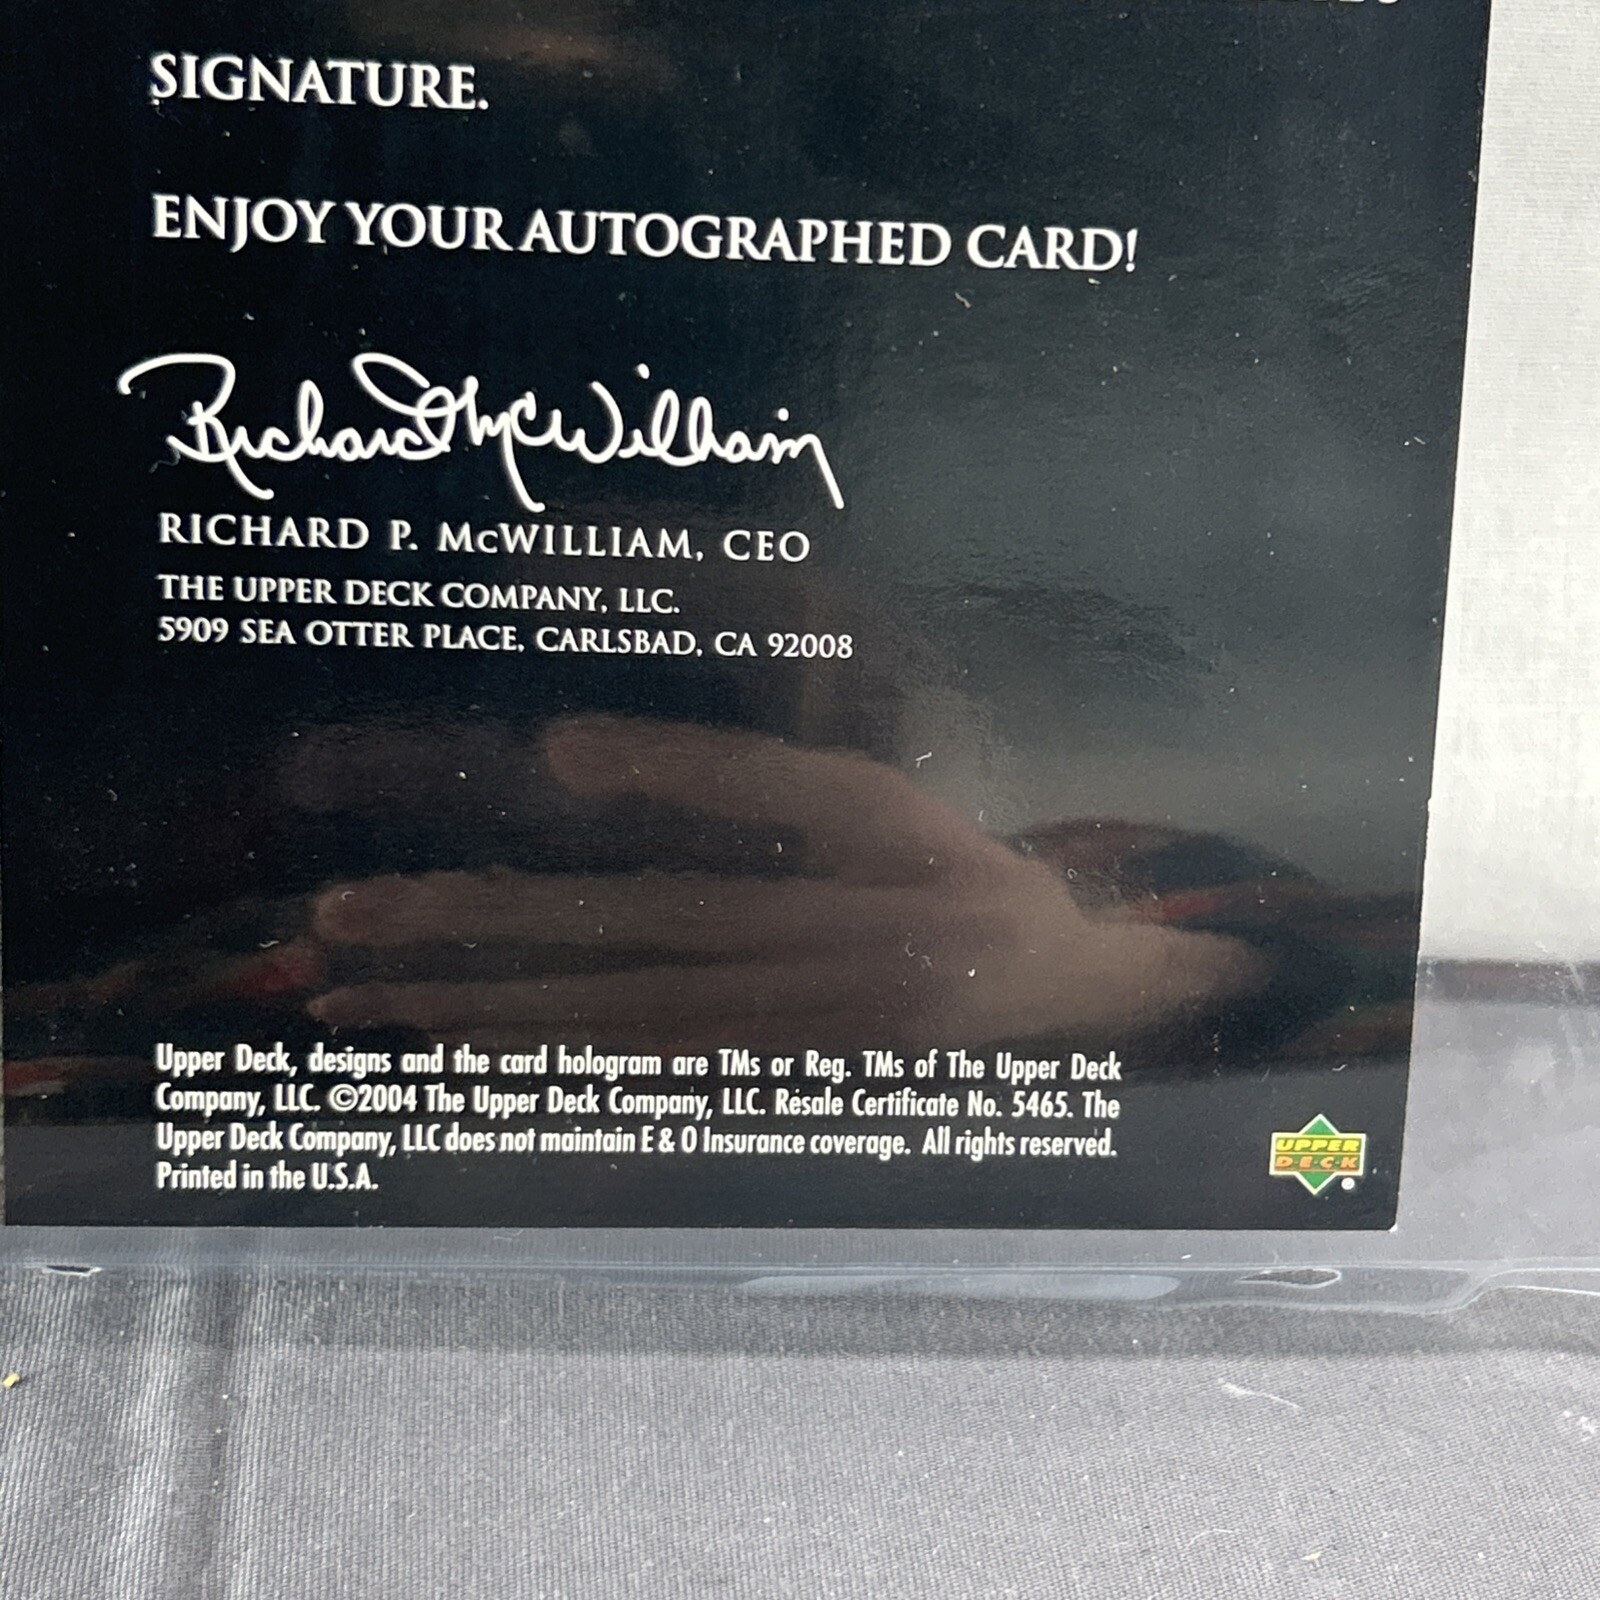 SIGNATURE.
ENJOY YOUR AUTOGRAPHED CARD!
Richard McWilliam
RICHARD P. McWILLIAM, CEO
THE UPPER DECK COMPANY, LLC.
5909 SEA OTTER PLACE, CARLSBAD, CA 92008
Upper Deck, designs and the card hologram are TMs or Reg. TMs of The Upper Deck
Company, LLC. ©2004 The Upper Deck Company, LLC. Resale Certificate No. 5465. The
Upper Deck Company, LLC does not maintain E & O Insurance coverage. All rights reserved.
Printed in the U.S.A.
UPPER
D•E•C•K
®